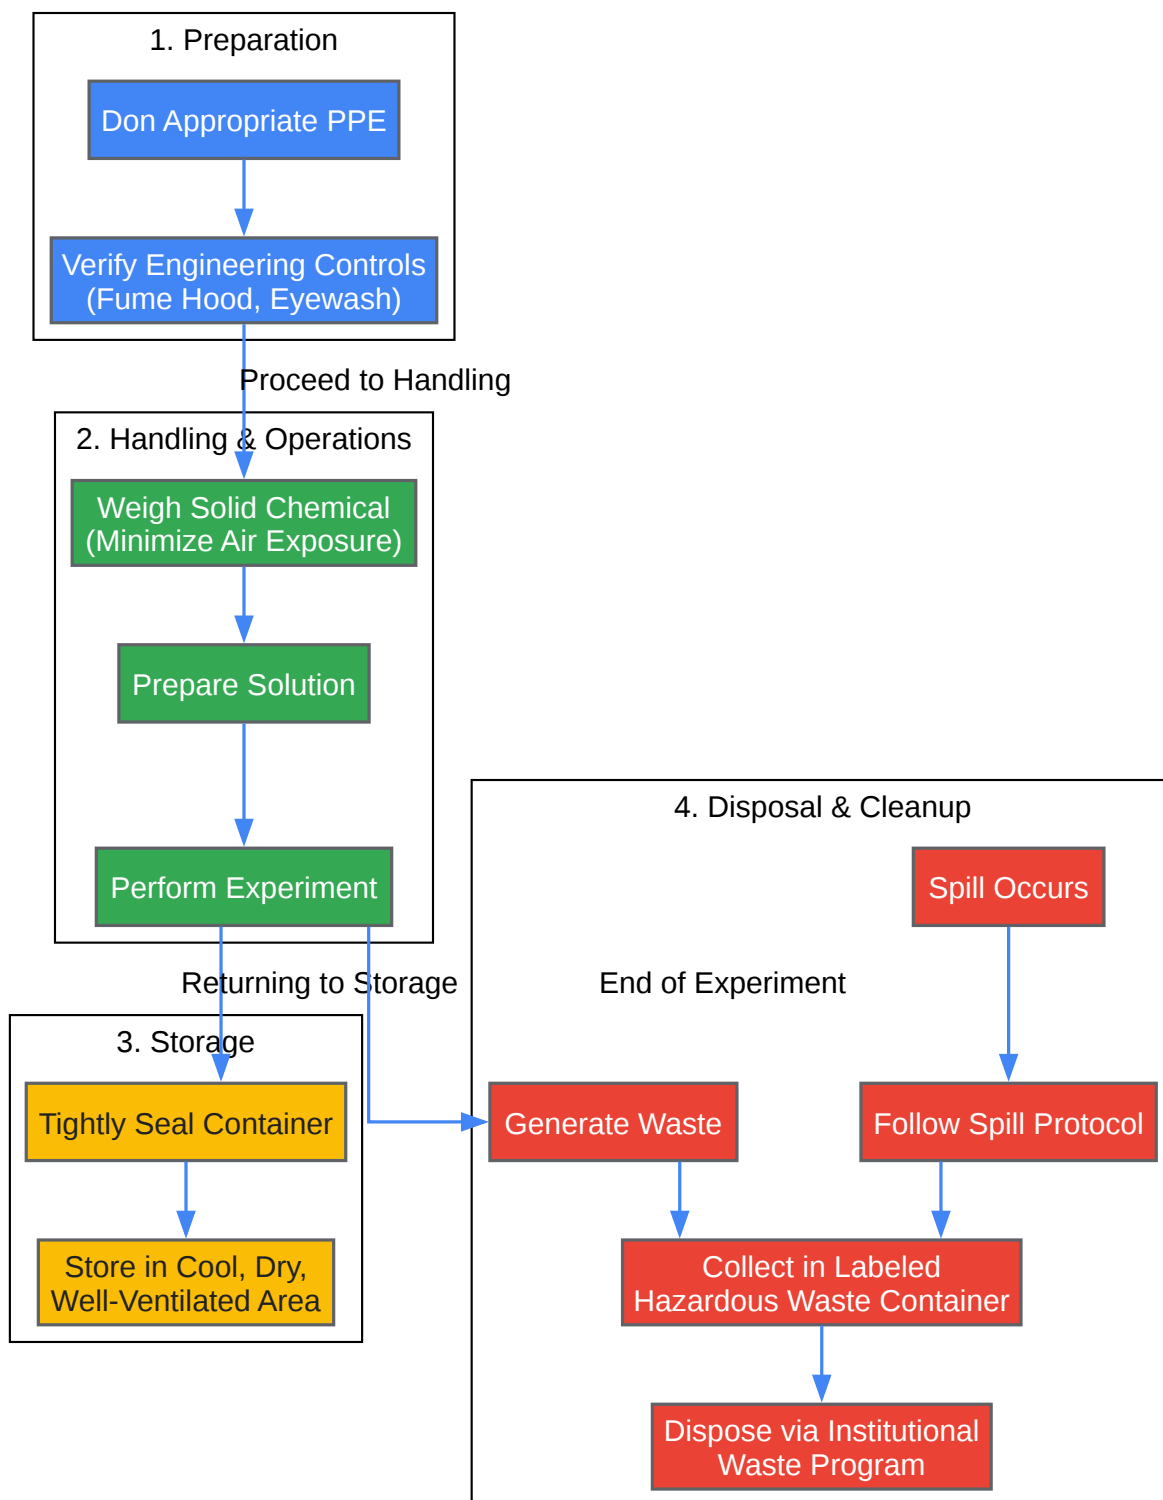 1. Preparation
Don Appropriate PPE
Verify Engineering Controls
(Fume Hood, Eyewash)
Proceed to Handling
2. Handling & Operations
Weigh Solid Chemical
(Minimize Air Exposure)
Prepare Solution
Perform Experiment
Returning to Storage
3. Storage
Tightly Seal Container
Store in Cool, Dry,
Well-Ventilated Area
4. Disposal & Cleanup
Spill Occurs
End of Experiment
Generate Waste
Follow Spill Protocol
Collect in Labeled
Hazardous Waste Container
Dispose via Institutional
Waste Program